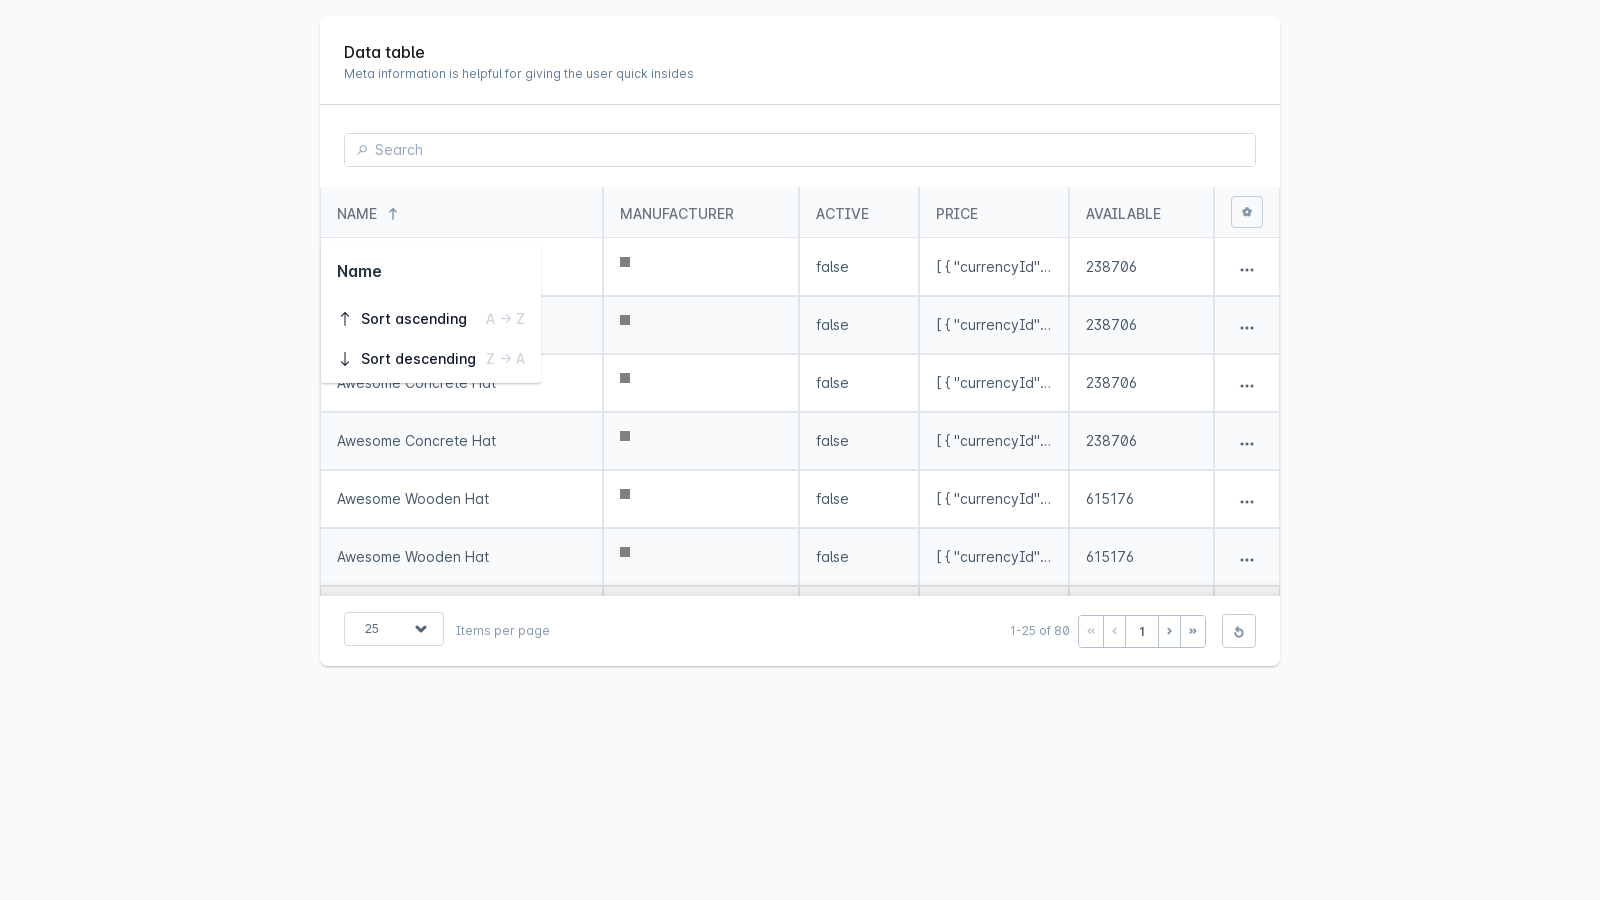 Data table
Meta information is helpful for giving the user quick insides
Search
NAME MANUFACTURER ACTIVE PRICE AVAILABLE
Name
Sort ascending A → Z
Sort descending Z → A
false [ { "currencyId"... 238706
false [ { "currencyId"... 238706
Awesome Concrete Hat false [ { "currencyId"... 238706
Awesome Concrete Hat false [ { "currencyId"... 238706
Awesome Wooden Hat false [ { "currencyId"... 615176
Awesome Wooden Hat false [ { "currencyId"... 615176
25 Items per page 1-25 of 80 « ‹ 1 › »